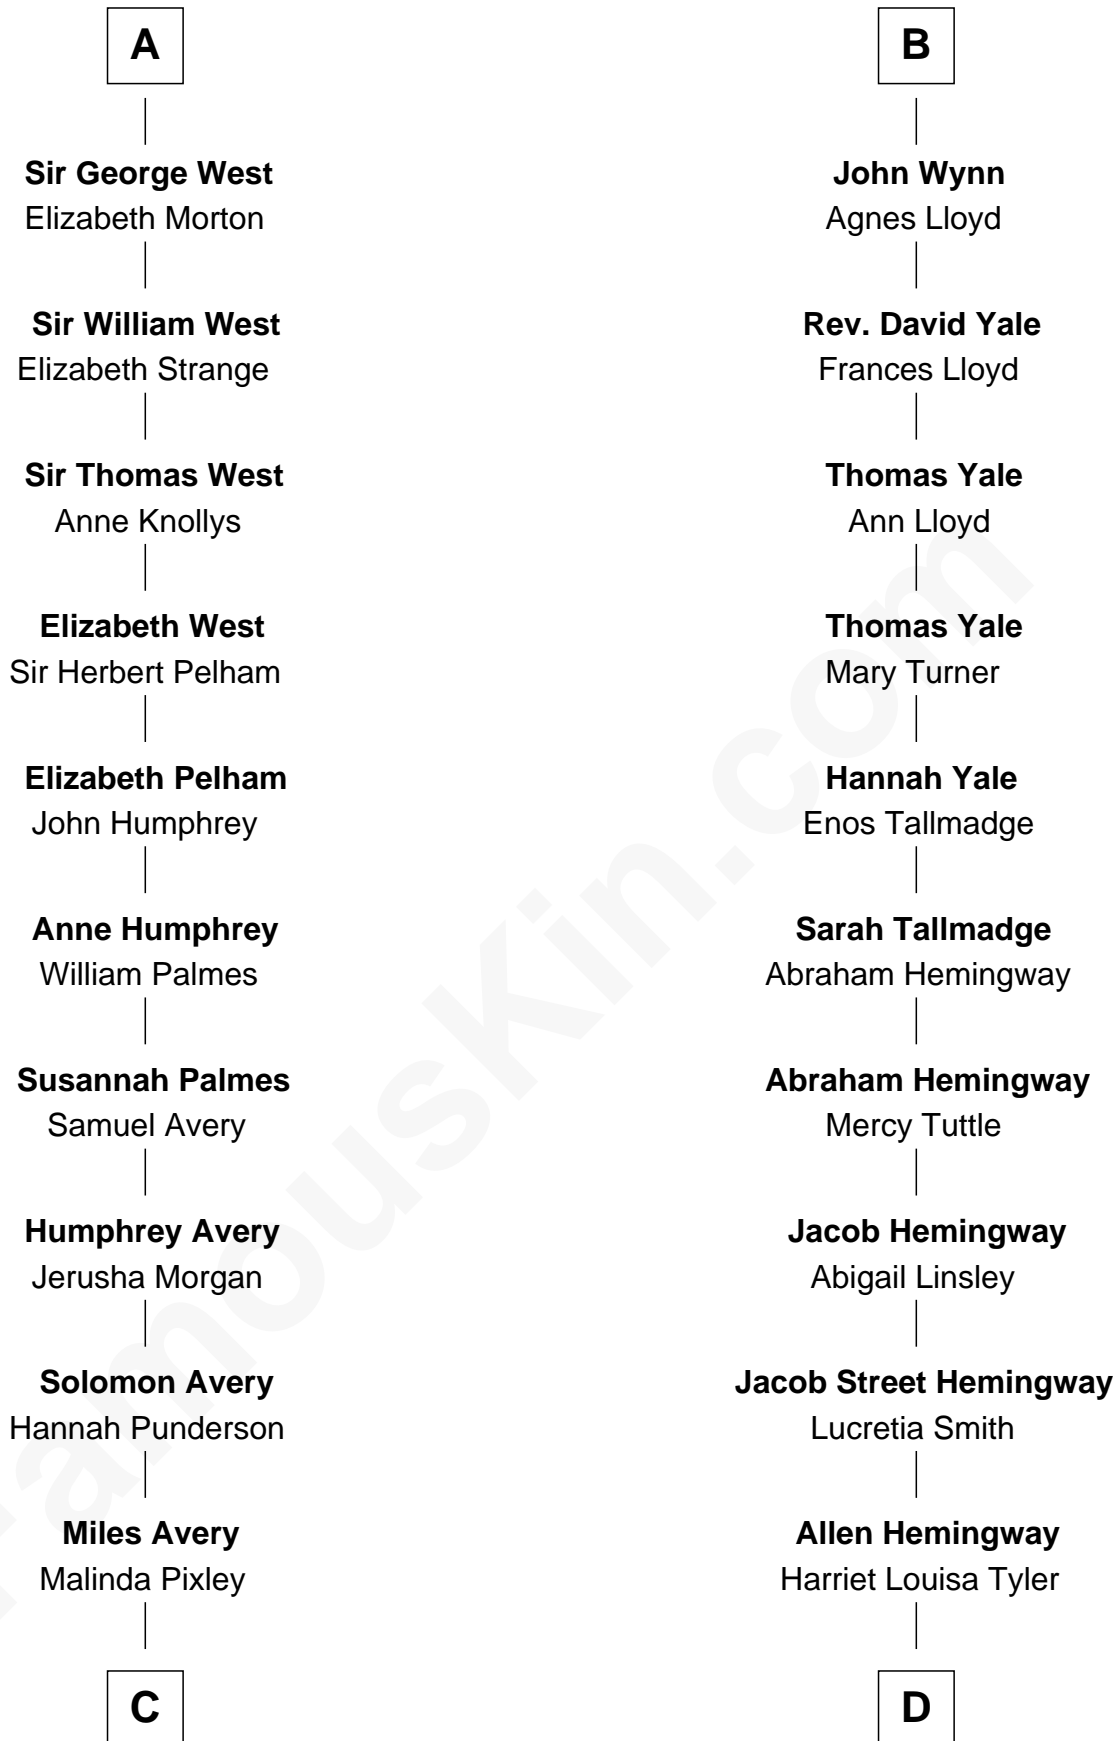 A
Sir George West
Elizabeth Morton
Sir William West
Elizabeth Strange
Sir Thomas West
Anne Knollys
Elizabeth West
Sir Herbert Pelham
Elizabeth Pelham
John Humphrey
Anne Humphrey
William Palmes
Susannah Palmes
Samuel Avery
Humphrey Avery
Jerusha Morgan
Solomon Avery
Hannah Punderson
Miles Avery
Malinda Pixley
C
B
John Wynn
Agnes Lloyd
Rev. David Yale
Frances Lloyd
Thomas Yale
Ann Lloyd
Thomas Yale
Mary Turner
Hannah Yale
Enos Tallmadge
Sarah Tallmadge
Abraham Hemingway
Abraham Hemingway
Mercy Tuttle
Jacob Hemingway
Abigail Linsley
Jacob Street Hemingway
Lucretia Smith
Allen Hemingway
Harriet Louisa Tyler
D
FamousKin.com